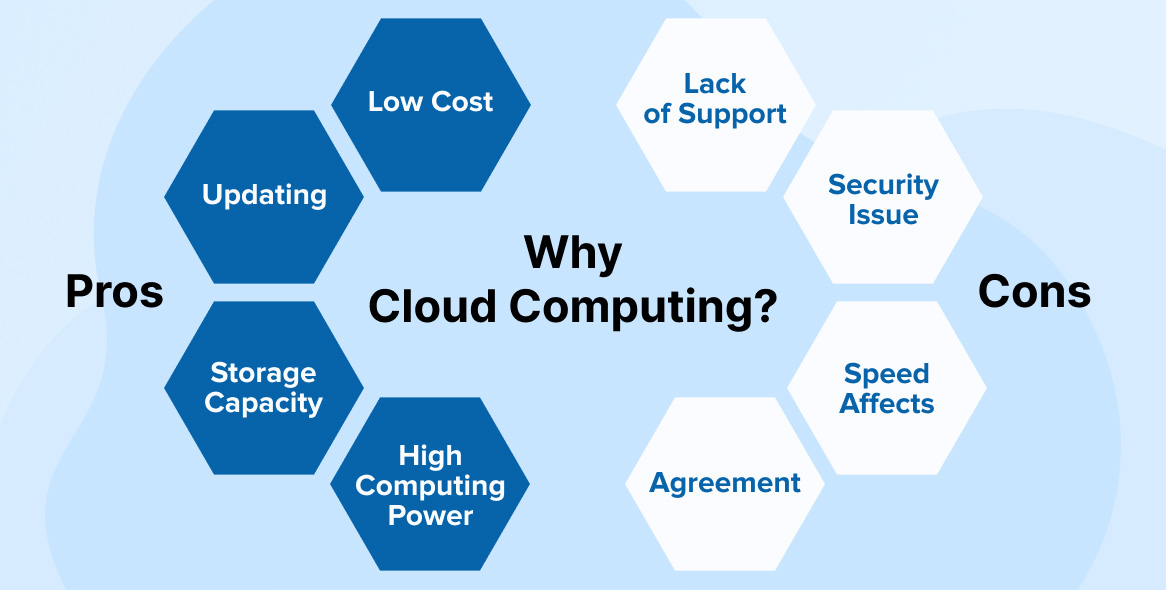 Why
Cloud Computing?
Pros
Low Cost
Updating
Storage
Capacity
High
Computing
Power
Cons
Lack
of Support
Security
Issue
Speed
Affects
Agreement